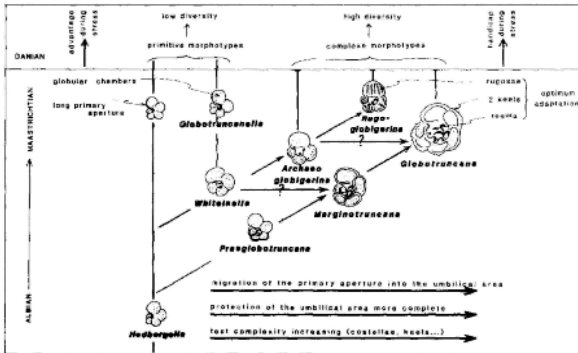 advantage
during
stress
low diversity
primitive morphotypes
high diversity
complex morphotypes
handicap
during
stress
DANIAN
globular chambers
long primary
aperture
Globotruncanella
rugosae
optimum
adaptation
2 keels
Rugo-
globigerina
?
Globotruncana
MAASTRICHTIAN
Archaeo
globigerina
Whiteinella
?
Marginotruncana
Praeglobotruncana
ALBIAN
Hedbergella
migration of the primary aperture into the umbilical area
protection of the umbilical area more complete
test complexity increasing (costellae, keels...)